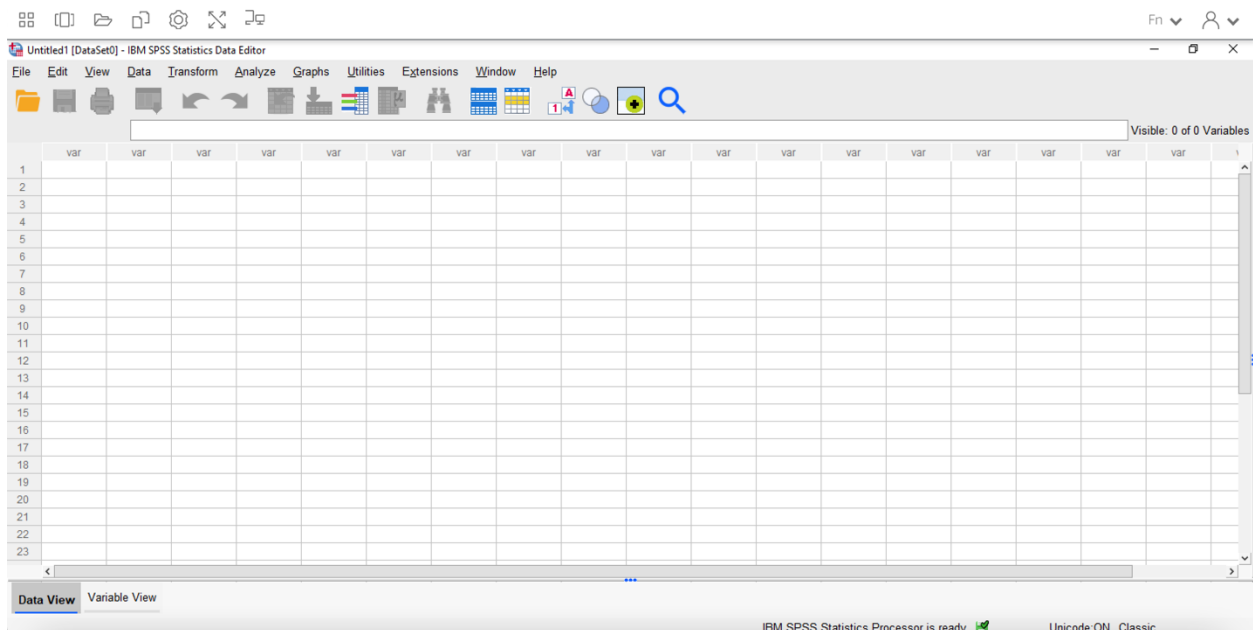 Fn
Untitled1 [DataSet0] - IBM SPSS Statistics Data Editor
File Edit View Data Transform Analyze Graphs Utilities Extensions Window Help
1 A
Visible: 0 of 0 Variables
var var var var var var var var var var var var var var var var var var
1
2
3
4
5
6
7
8
9
10
11
12
13
14
15
16
17
18
19
20
21
22
23
Data View Variable View
IBM SPSS Statistics Processor is ready Unicode:ON Classic